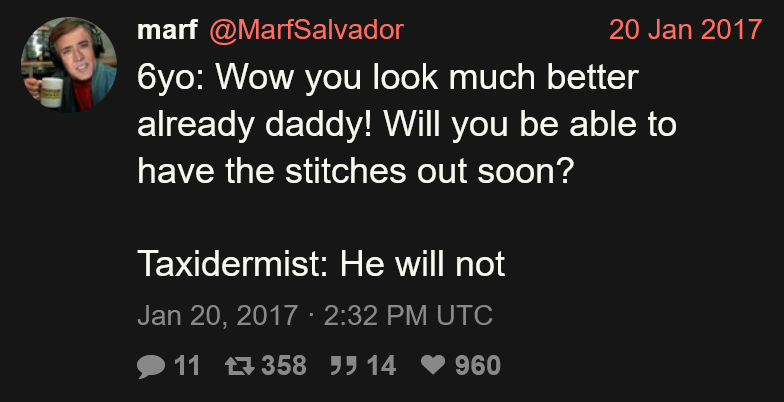 marf @MarfSalvador 20 Jan 2017
6yo: Wow you look much better
already daddy! Will you be able to
have the stitches out soon?
Taxidermist: He will not
Jan 20, 2017 · 2:32 PM UTC
11 358 14 960